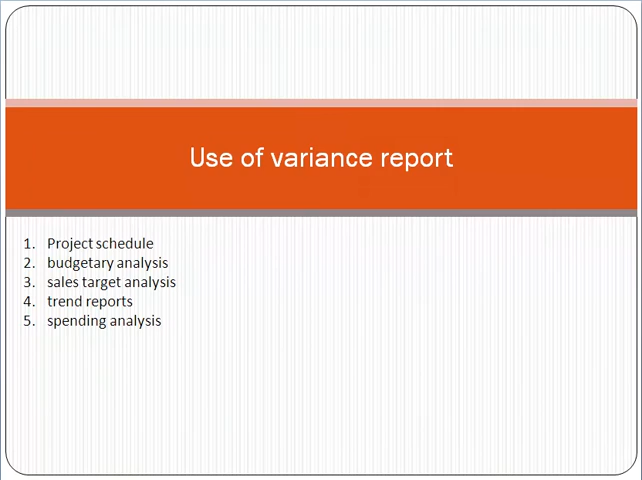 Use of variance report
1. Project schedule
2. budgetary analysis
3. sales target analysis
4. trend reports
5. spending analysis